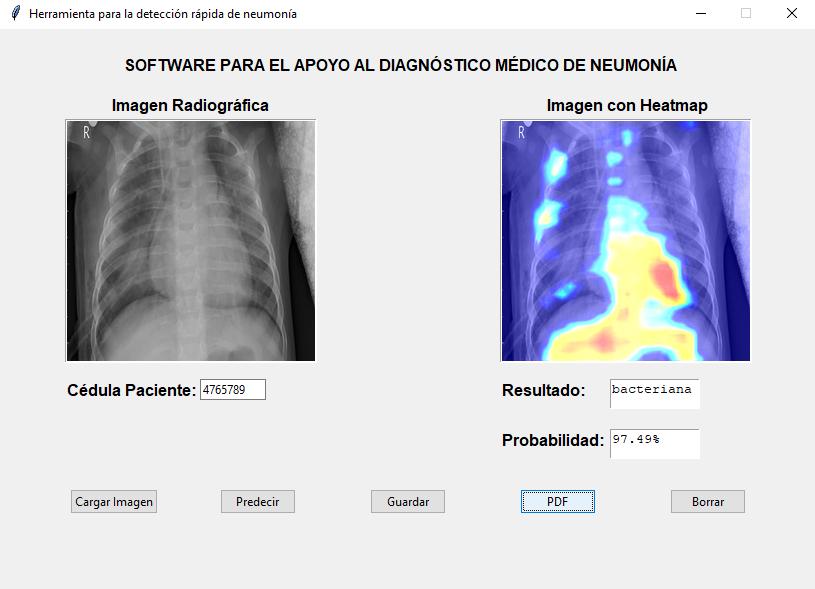 Herramienta para la detección rápida de neumonía
SOFTWARE PARA EL APOYO AL DIAGNÓSTICO MÉDICO DE NEUMONÍA
Imagen Radiográfica
Imagen con Heatmap
R
R
Cédula Paciente: 4765789
Resultado: bacteriana
Probabilidad: 97.49%
Cargar Imagen
Predecir
Guardar
PDF
Borrar